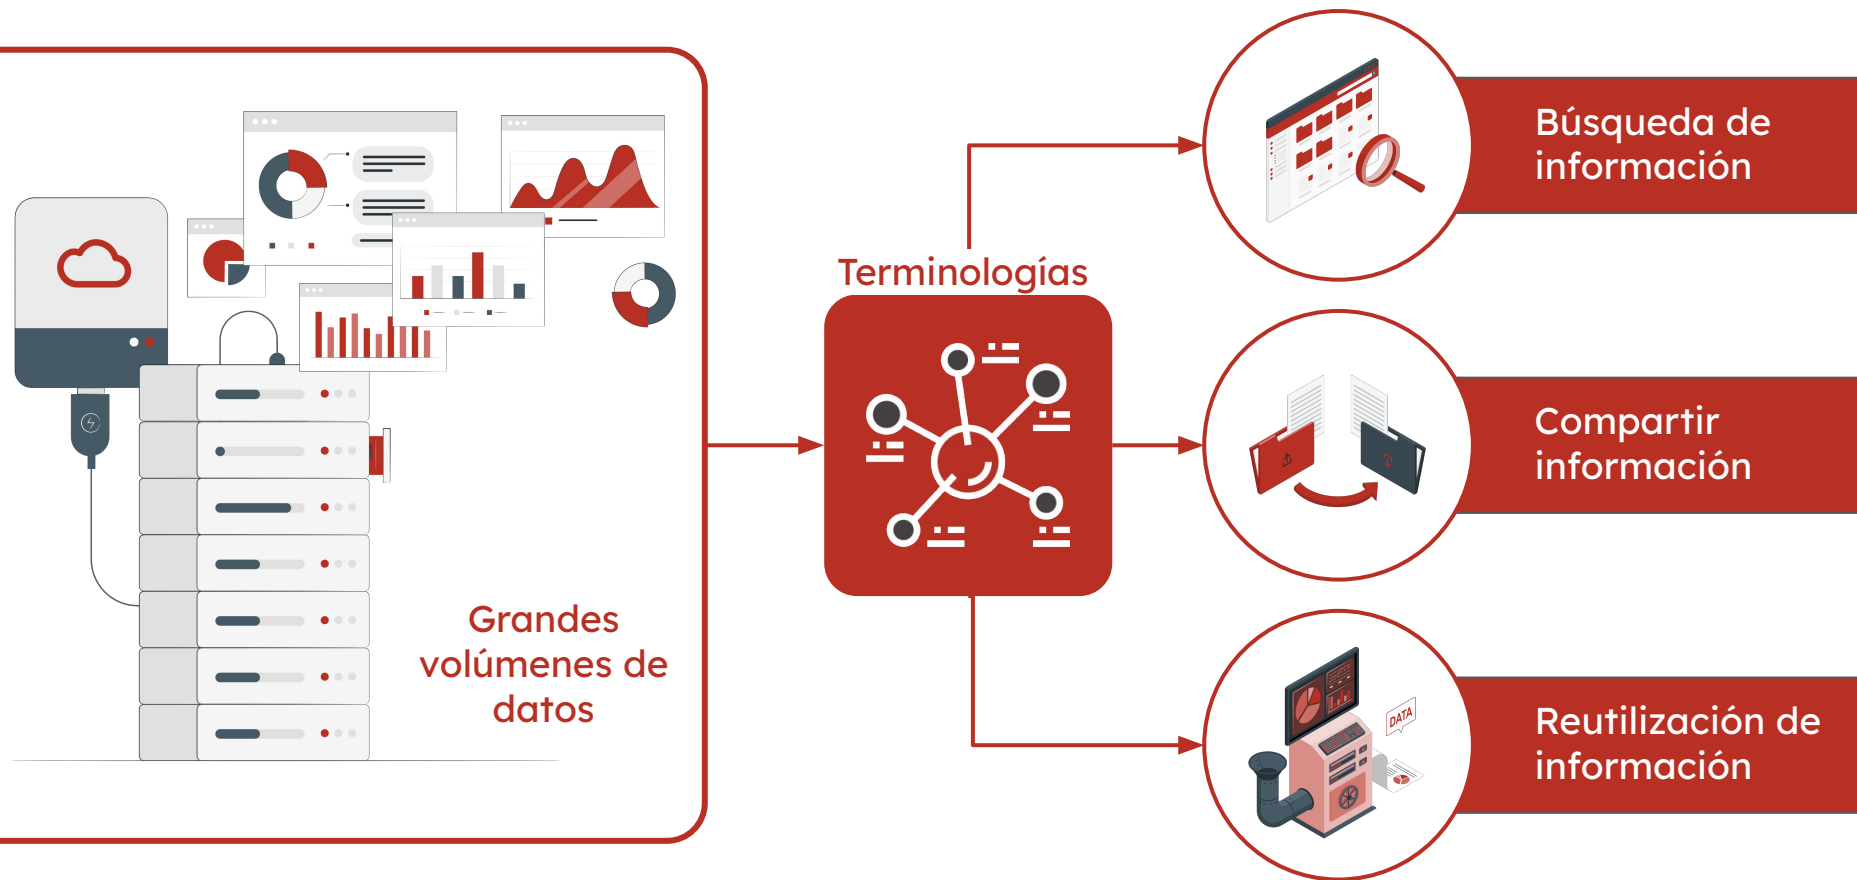 Grandes
volúmenes de
datos
Terminologías
Búsqueda de
información
Compartir
información
DATA
Reutilización de
información